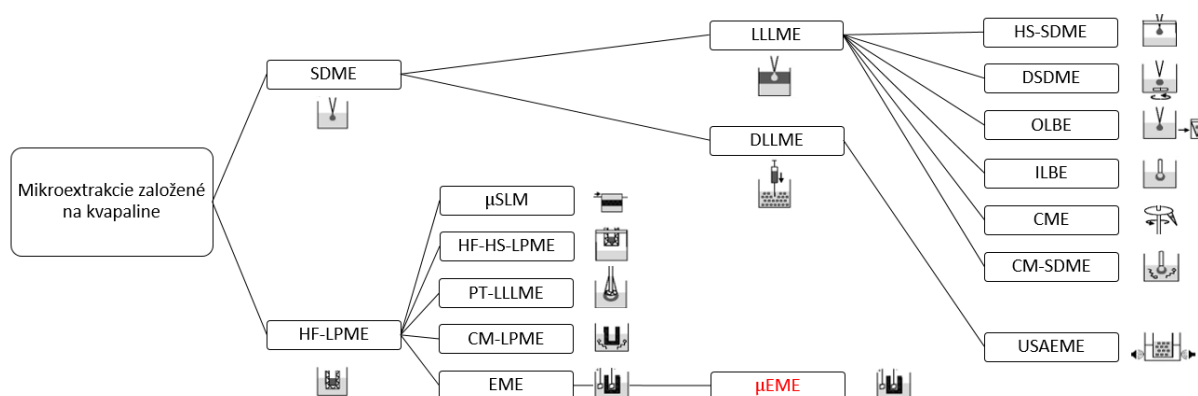 Mikroextrakcie založené
na kvapaline
SDME
HF-LPME
μSLM
HF-HS-LPME
PT-LLLME
CM-LPME
EME
LLLME
DLLME
μEME
HS-SDME
DSDME
OLBE
ILBE
CME
CM-SDME
USAEME